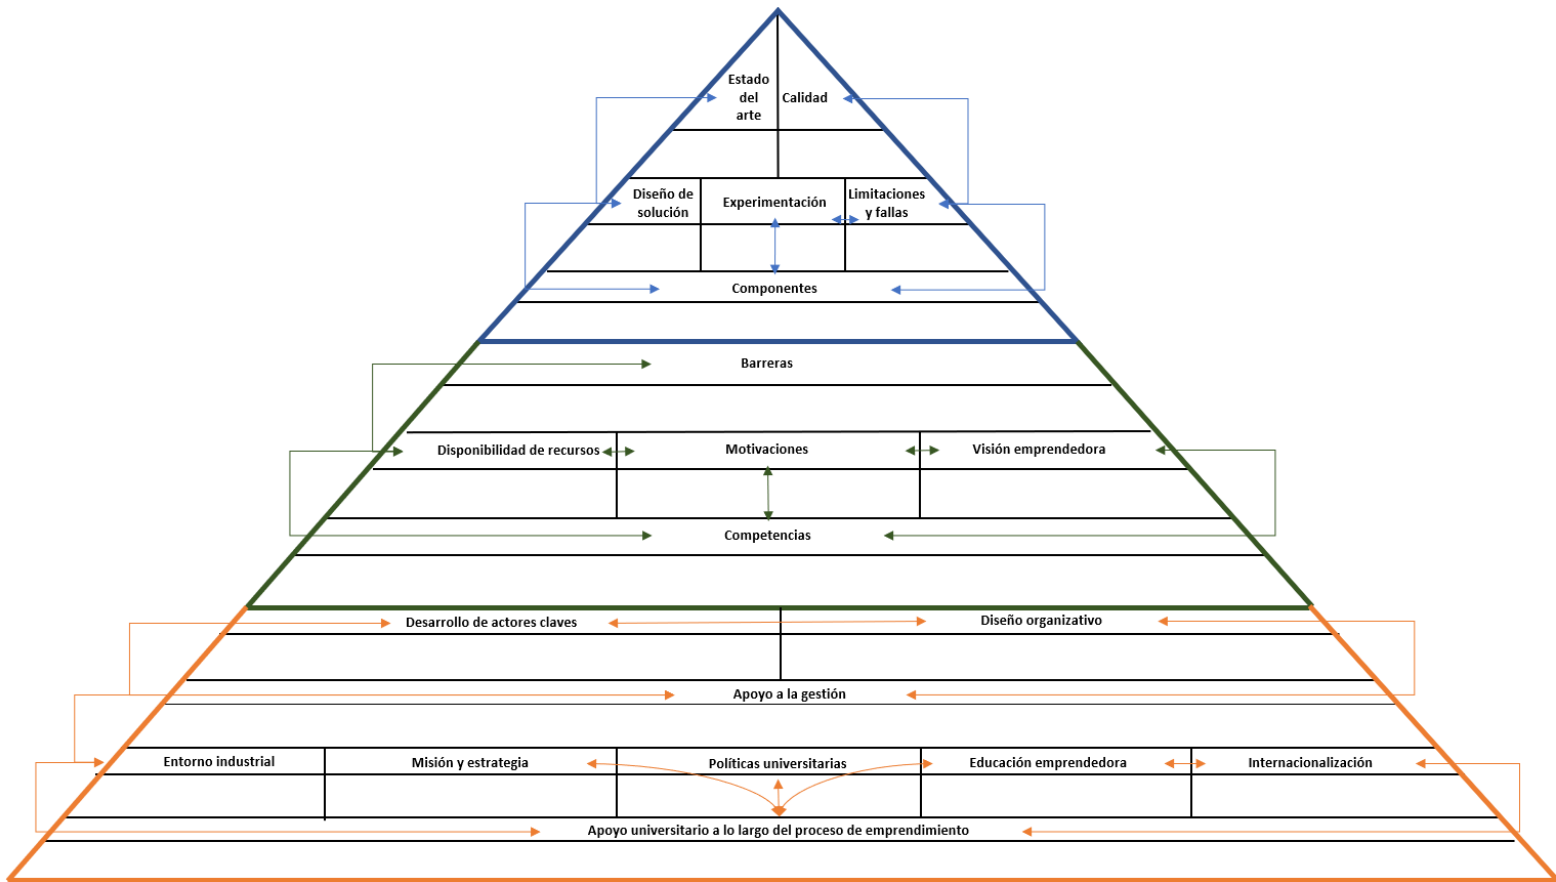 Estado
del
arte
Calidad
Diseño de
solución
Experimentación
Limitaciones
y fallas
Componentes
Barreras
Disponibilidad de recursos
Motivaciones
Visión emprendedora
Competencias
Desarrollo de actores claves
Diseño organizativo
Apoyo a la gestión
Entorno industrial
Misión y estrategia
Políticas universitarias
Educación emprendedora
Internacionalización
Apoyo universitario a lo largo del proceso de emprendimiento